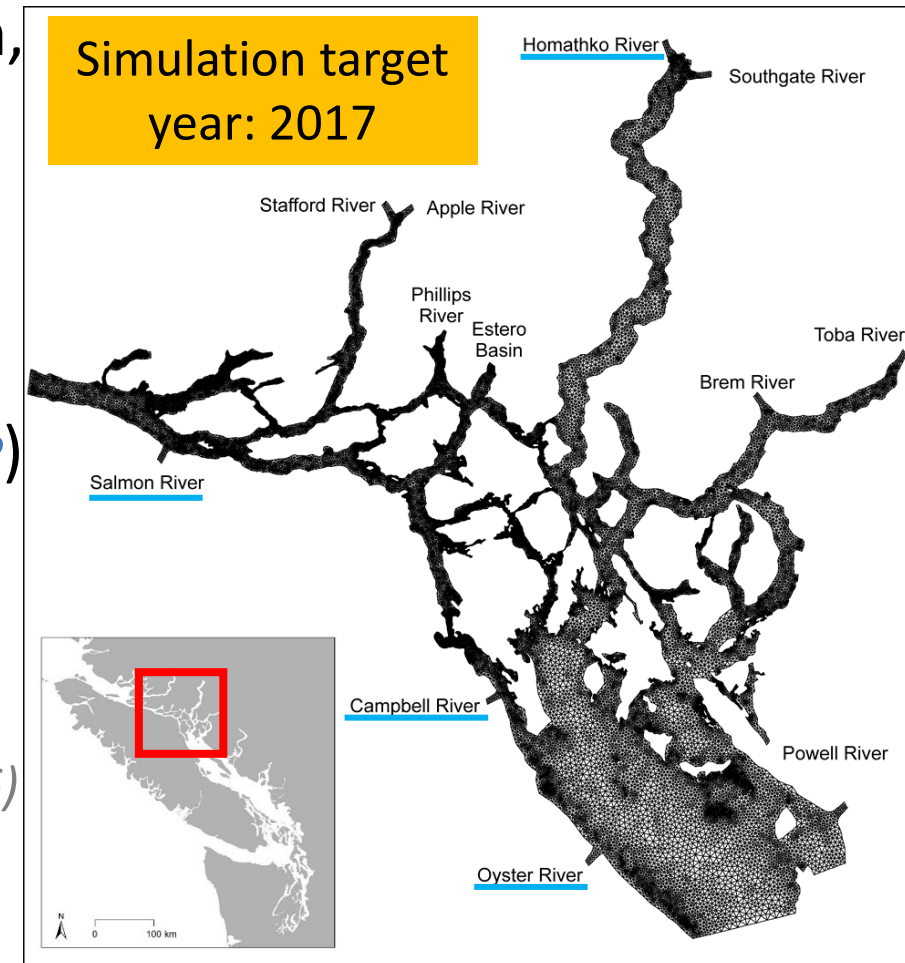 Simulation target
year: 2017
Homathko River
Southgate River
Stafford River
Apple River
Phillips
River
Estero
Basin
Toba River
Brem River
Salmon River
Campbell River
Powell River
Oyster River
N
0
100 km